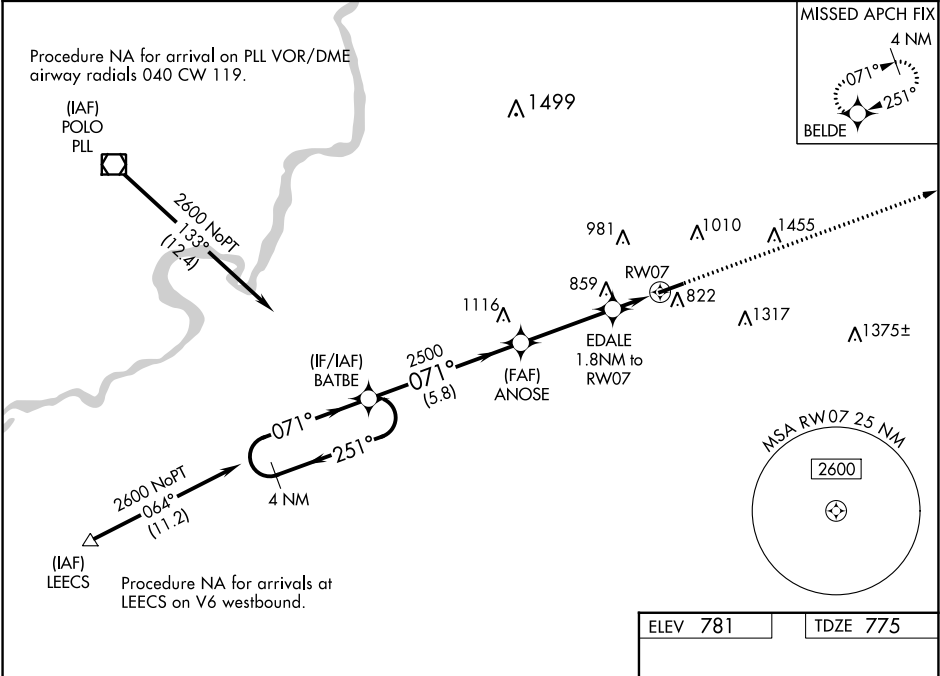 MISSED APCH FIX
4 NM
071°
251°
BELDE
Procedure NA for arrival on PLL VOR/DME
airway radials 040 CW 119.
(IAF)
POLO
PLL
1499
2600 NoPT
133°
(12.4)
981
1010
1455
RW07
859
822
1116
1317
1375±
EDALE
1.8NM to
RW07
(IF/IAF)
BATBE
2500
071°
(5.8)
(FAF)
ANOSE
071°
251°
4 NM
2600 NoPT
064°
(11.2)
(IAF)
LEECS
Procedure NA for arrivals at
LEECS on V6 westbound.
MSA RW07 25 NM
2600
ELEV 781
TDZE 775